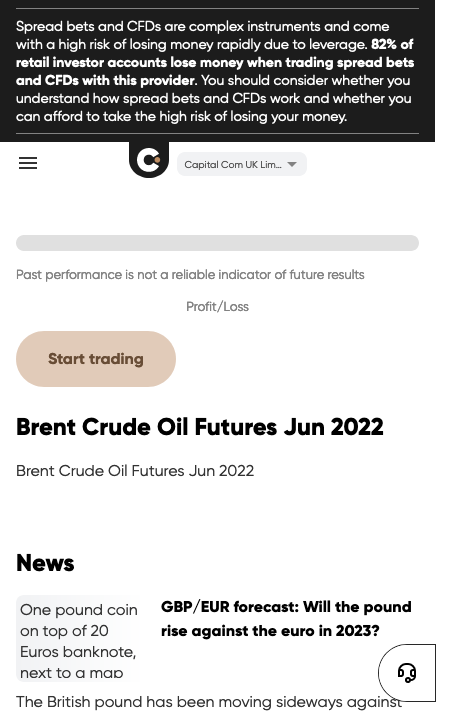 Spread bets and CFDs are complex instruments and come
with a high risk of losing money rapidly due to leverage. 82% of
retail investor accounts lose money when trading spread bets
and CFDs with this provider. You should consider whether you
understand how spread bets and CFDs work and whether you
can afford to take the high risk of losing your money.
Capital Com UK Lim...
Past performance is not a reliable indicator of future results
Profit/Loss
Start trading
Brent Crude Oil Futures Jun 2022
Brent Crude Oil Futures Jun 2022
News
One pound coin
on top of 20
Euros banknote,
next to a map
GBP/EUR forecast: Will the pound
rise against the euro in 2023?
The British pound has been moving sideways against